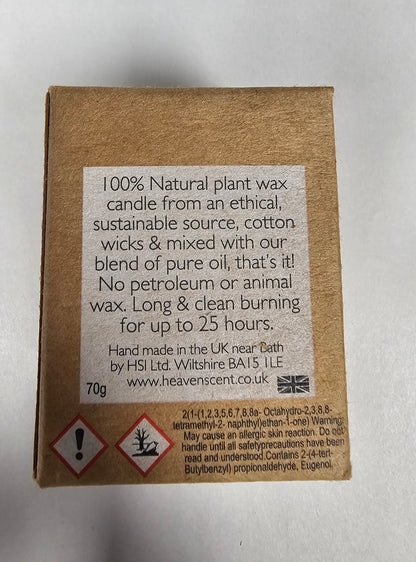 100% Natural plant wax
candle from an ethical,
sustainable source, cotton
wicks & mixed with our
blend of pure oil, that's it!
No petroleum or animal
wax. Long & clean burning
for up to 25 hours.
Hand made in the UK near Bath
by HSI Ltd. Wiltshire BA15 1LE
www.heavenscent.co.uk
70g
2(1-(1,2,3,5,6,7,8,8a- Octahydro-2,3,8,8-
tetramethyl-2- naphthyl)ethan-1-one) Warning:
May cause an allergic skin reaction. Do not
handle until all safetyprecautions have been
read and understood.Contains 2-(4-tert-
Butylbenzyl) propionaldehyde, Eugenol.